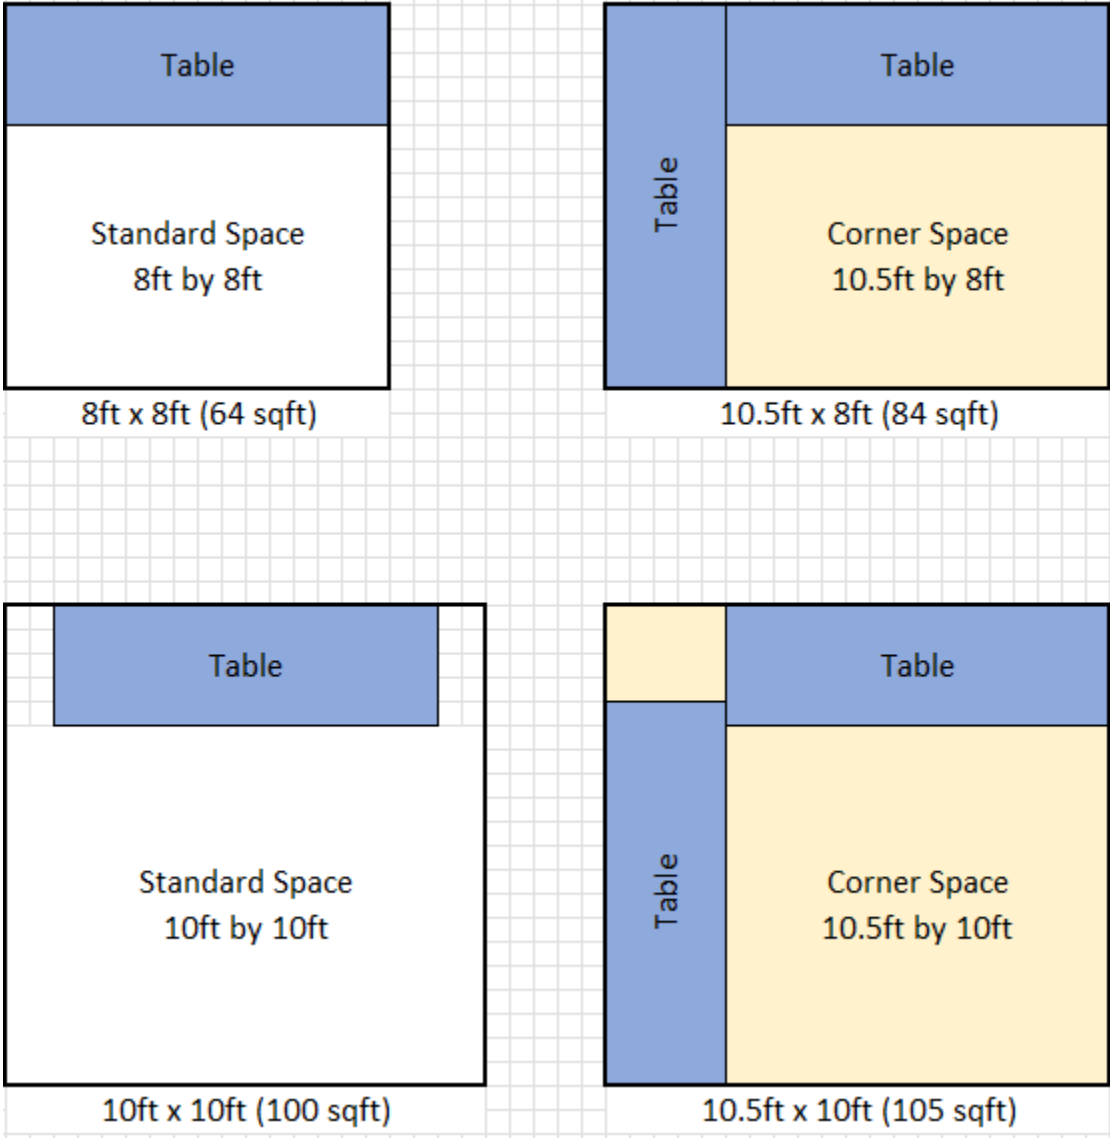 Table
Standard Space
8ft by 8ft
8ft x 8ft (64 sqft)
Table
Table
Corner Space
10.5ft by 8ft
10.5ft x 8ft (84 sqft)
Table
Standard Space
10ft by 10ft
10ft x 10ft (100 sqft)
Table
Table
Corner Space
10.5ft by 10ft
10.5ft x 10ft (105 sqft)